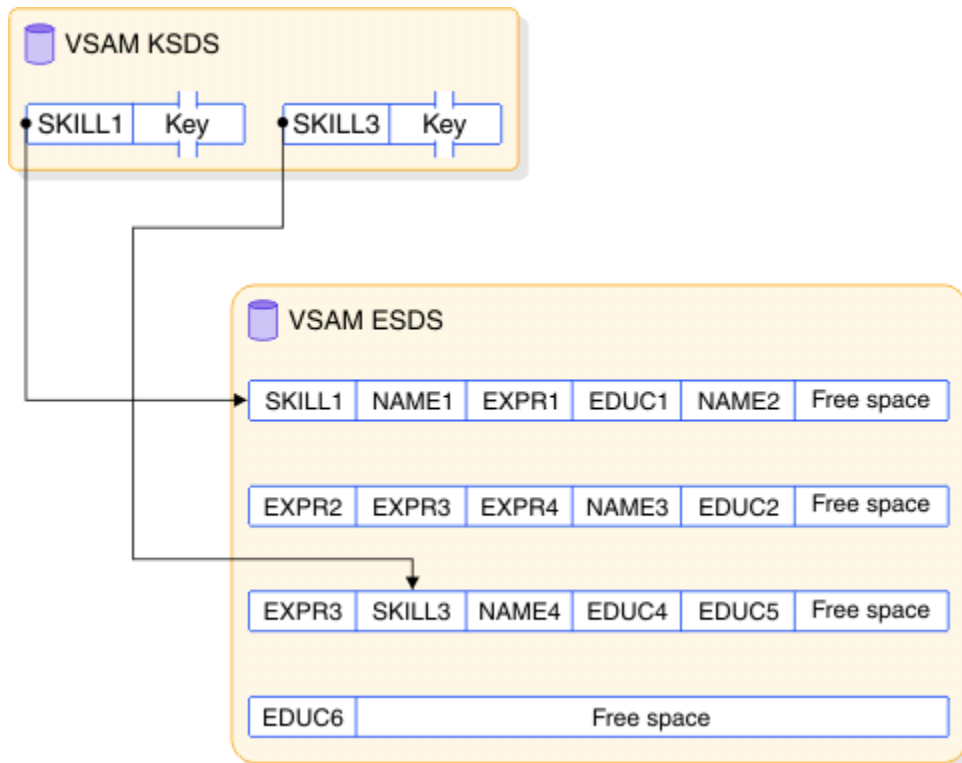 VSAM KSDS
SKILL1 Key SKILL3 Key
VSAM ESDS
SKILL1 NAME1 EXPR1 EDUC1 NAME2 Free space
EXPR2 EXPR3 EXPR4 NAME3 EDUC2 Free space
EXPR3 SKILL3 NAME4 EDUC4 EDUC5 Free space
EDUC6 Free space